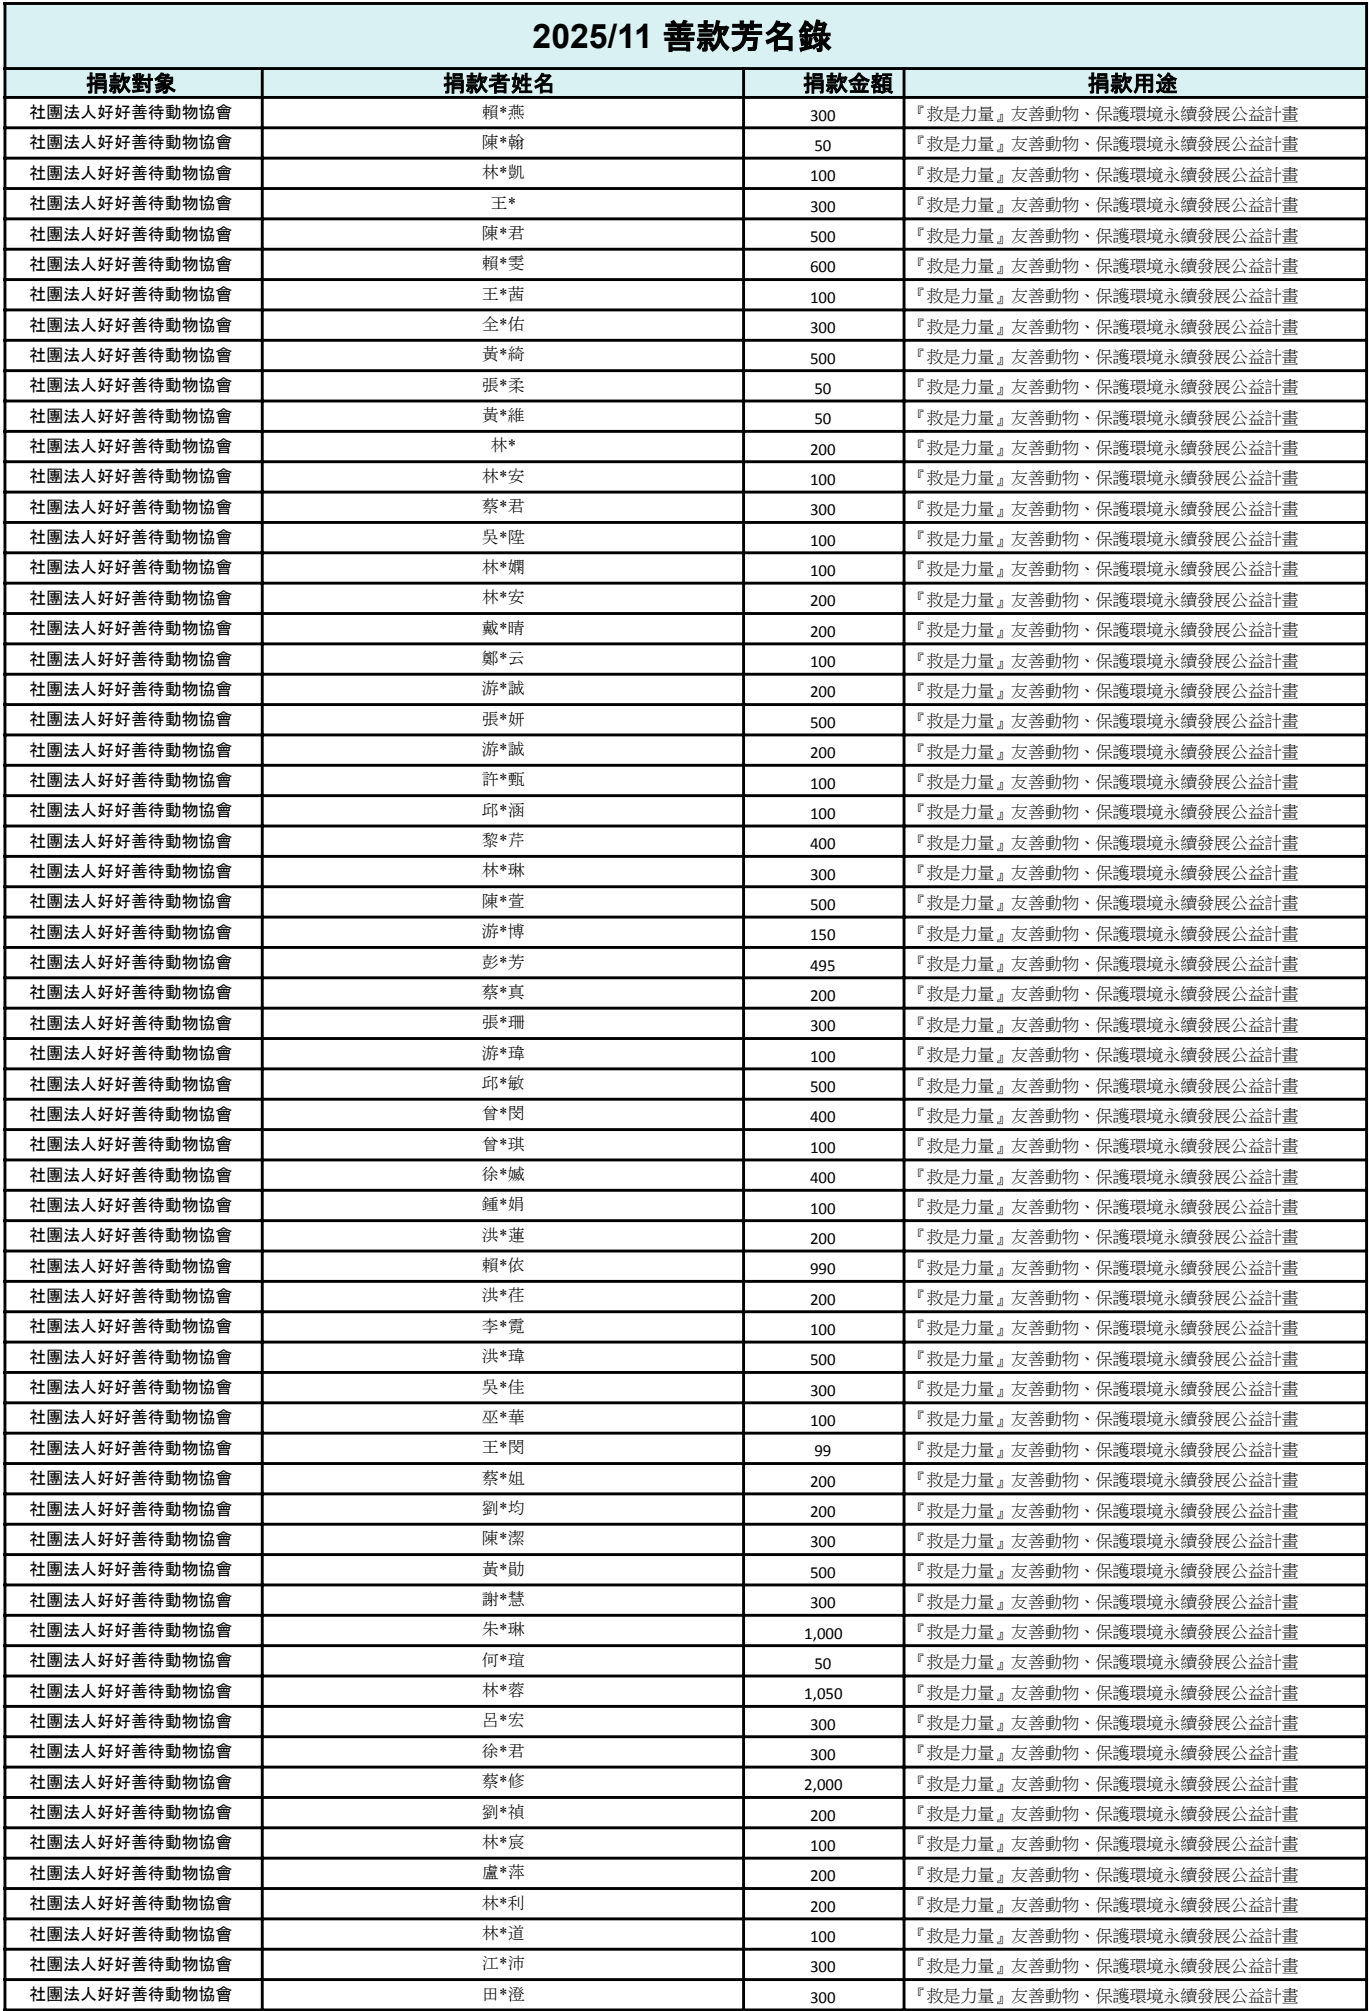 2025/11 善款芳名錄
捐款對象 捐款者姓名 捐款金額 捐款用途
社團法人好好善待動物協會 賴*燕 300 『救是力量』友善動物、保護環境永續發展公益計畫
社團法人好好善待動物協會 陳*翰 50 『救是力量』友善動物、保護環境永續發展公益計畫
社團法人好好善待動物協會 林*凱 100 『救是力量』友善動物、保護環境永續發展公益計畫
社團法人好好善待動物協會 王* 300 『救是力量』友善動物、保護環境永續發展公益計畫
社團法人好好善待動物協會 陳*君 500 『救是力量』友善動物、保護環境永續發展公益計畫
社團法人好好善待動物協會 賴*雯 600 『救是力量』友善動物、保護環境永續發展公益計畫
社團法人好好善待動物協會 王*茜 100 『救是力量』友善動物、保護環境永續發展公益計畫
社團法人好好善待動物協會 全*佑 300 『救是力量』友善動物、保護環境永續發展公益計畫
社團法人好好善待動物協會 黃*綺 500 『救是力量』友善動物、保護環境永續發展公益計畫
社團法人好好善待動物協會 張*柔 50 『救是力量』友善動物、保護環境永續發展公益計畫
社團法人好好善待動物協會 黃*維 50 『救是力量』友善動物、保護環境永續發展公益計畫
社團法人好好善待動物協會 林* 200 『救是力量』友善動物、保護環境永續發展公益計畫
社團法人好好善待動物協會 林*安 100 『救是力量』友善動物、保護環境永續發展公益計畫
社團法人好好善待動物協會 蔡*君 300 『救是力量』友善動物、保護環境永續發展公益計畫
社團法人好好善待動物協會 吳*陞 100 『救是力量』友善動物、保護環境永續發展公益計畫
社團法人好好善待動物協會 林*嫻 100 『救是力量』友善動物、保護環境永續發展公益計畫
社團法人好好善待動物協會 林*安 200 『救是力量』友善動物、保護環境永續發展公益計畫
社團法人好好善待動物協會 戴*晴 200 『救是力量』友善動物、保護環境永續發展公益計畫
社團法人好好善待動物協會 鄭*云 100 『救是力量』友善動物、保護環境永續發展公益計畫
社團法人好好善待動物協會 游*誠 200 『救是力量』友善動物、保護環境永續發展公益計畫
社團法人好好善待動物協會 張*妍 500 『救是力量』友善動物、保護環境永續發展公益計畫
社團法人好好善待動物協會 游*誠 200 『救是力量』友善動物、保護環境永續發展公益計畫
社團法人好好善待動物協會 許*甄 100 『救是力量』友善動物、保護環境永續發展公益計畫
社團法人好好善待動物協會 邱*涵 100 『救是力量』友善動物、保護環境永續發展公益計畫
社團法人好好善待動物協會 黎*芹 400 『救是力量』友善動物、保護環境永續發展公益計畫
社團法人好好善待動物協會 林*琳 300 『救是力量』友善動物、保護環境永續發展公益計畫
社團法人好好善待動物協會 陳*萱 500 『救是力量』友善動物、保護環境永續發展公益計畫
社團法人好好善待動物協會 游*博 150 『救是力量』友善動物、保護環境永續發展公益計畫
社團法人好好善待動物協會 彭*芳 495 『救是力量』友善動物、保護環境永續發展公益計畫
社團法人好好善待動物協會 蔡*真 200 『救是力量』友善動物、保護環境永續發展公益計畫
社團法人好好善待動物協會 張*珊 300 『救是力量』友善動物、保護環境永續發展公益計畫
社團法人好好善待動物協會 游*瑋 100 『救是力量』友善動物、保護環境永續發展公益計畫
社團法人好好善待動物協會 邱*敏 500 『救是力量』友善動物、保護環境永續發展公益計畫
社團法人好好善待動物協會 曾*閔 400 『救是力量』友善動物、保護環境永續發展公益計畫
社團法人好好善待動物協會 曾*琪 100 『救是力量』友善動物、保護環境永續發展公益計畫
社團法人好好善待動物協會 徐*媙 400 『救是力量』友善動物、保護環境永續發展公益計畫
社團法人好好善待動物協會 鍾*娟 100 『救是力量』友善動物、保護環境永續發展公益計畫
社團法人好好善待動物協會 洪*蓮 200 『救是力量』友善動物、保護環境永續發展公益計畫
社團法人好好善待動物協會 賴*依 990 『救是力量』友善動物、保護環境永續發展公益計畫
社團法人好好善待動物協會 洪*荏 200 『救是力量』友善動物、保護環境永續發展公益計畫
社團法人好好善待動物協會 李*霓 100 『救是力量』友善動物、保護環境永續發展公益計畫
社團法人好好善待動物協會 洪*瑋 500 『救是力量』友善動物、保護環境永續發展公益計畫
社團法人好好善待動物協會 吳*佳 300 『救是力量』友善動物、保護環境永續發展公益計畫
社團法人好好善待動物協會 巫*華 100 『救是力量』友善動物、保護環境永續發展公益計畫
社團法人好好善待動物協會 王*閔 99 『救是力量』友善動物、保護環境永續發展公益計畫
社團法人好好善待動物協會 蔡*姐 200 『救是力量』友善動物、保護環境永續發展公益計畫
社團法人好好善待動物協會 劉*均 200 『救是力量』友善動物、保護環境永續發展公益計畫
社團法人好好善待動物協會 陳*潔 300 『救是力量』友善動物、保護環境永續發展公益計畫
社團法人好好善待動物協會 黃*勛 500 『救是力量』友善動物、保護環境永續發展公益計畫
社團法人好好善待動物協會 謝*慧 300 『救是力量』友善動物、保護環境永續發展公益計畫
社團法人好好善待動物協會 朱*琳 1,000 『救是力量』友善動物、保護環境永續發展公益計畫
社團法人好好善待動物協會 何*瑄 50 『救是力量』友善動物、保護環境永續發展公益計畫
社團法人好好善待動物協會 林*蓉 1,050 『救是力量』友善動物、保護環境永續發展公益計畫
社團法人好好善待動物協會 呂*宏 300 『救是力量』友善動物、保護環境永續發展公益計畫
社團法人好好善待動物協會 徐*君 300 『救是力量』友善動物、保護環境永續發展公益計畫
社團法人好好善待動物協會 蔡*修 2,000 『救是力量』友善動物、保護環境永續發展公益計畫
社團法人好好善待動物協會 劉*禎 200 『救是力量』友善動物、保護環境永續發展公益計畫
社團法人好好善待動物協會 林*宸 100 『救是力量』友善動物、保護環境永續發展公益計畫
社團法人好好善待動物協會 盧*萍 200 『救是力量』友善動物、保護環境永續發展公益計畫
社團法人好好善待動物協會 林*利 200 『救是力量』友善動物、保護環境永續發展公益計畫
社團法人好好善待動物協會 林*道 100 『救是力量』友善動物、保護環境永續發展公益計畫
社團法人好好善待動物協會 江*沛 300 『救是力量』友善動物、保護環境永續發展公益計畫
社團法人好好善待動物協會 田*澄 300 『救是力量』友善動物、保護環境永續發展公益計畫